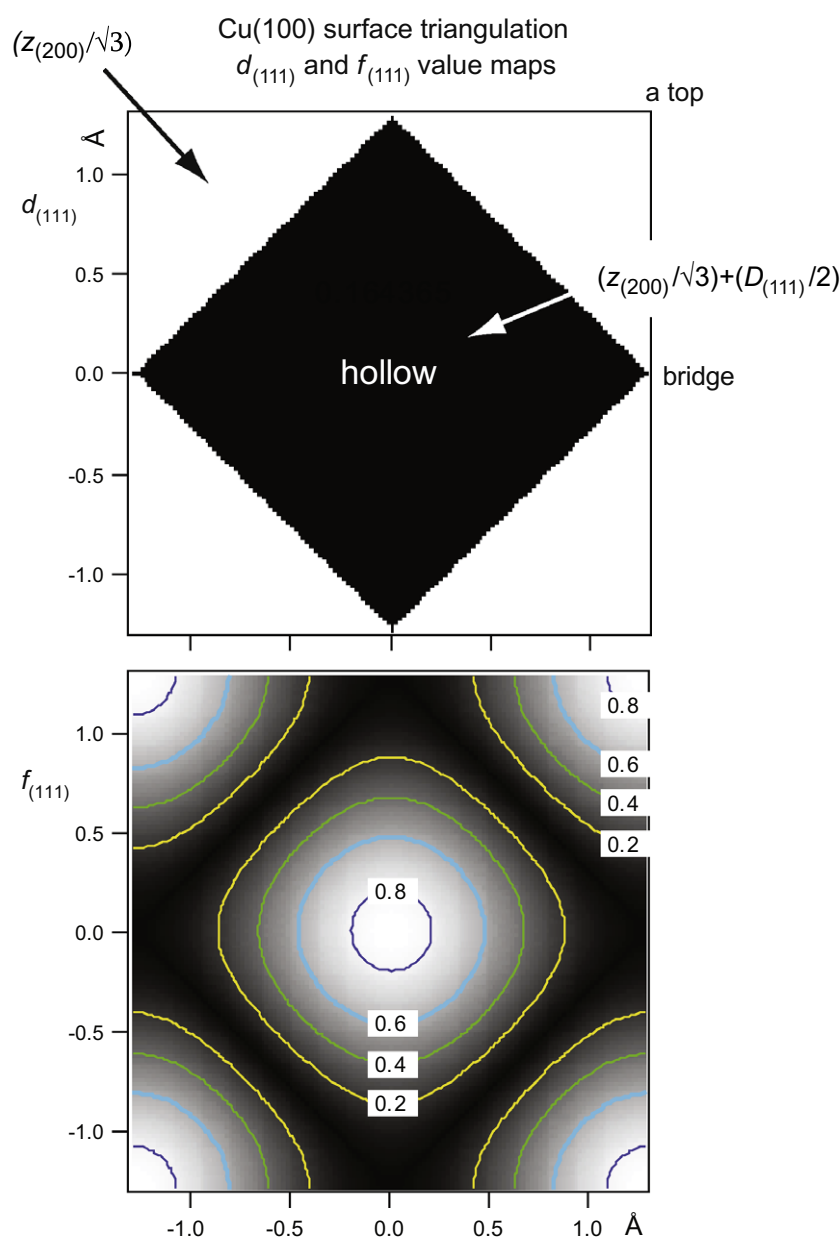 (z(200)/√3)
Cu(100) surface triangulation
d(111) and f(111) value maps
a top
Å
1.0
d(111)
0.5
(z(200)/√3)+(D(111)/2)
0.0
hollow
bridge
-0.5
-1.0
0.8
1.0
f(111)
0.6
0.4
0.5
0.2
0.8
0.0
0.6
-0.5
0.4
0.2
-1.0
-1.0 -0.5 0.0 0.5 1.0 Å